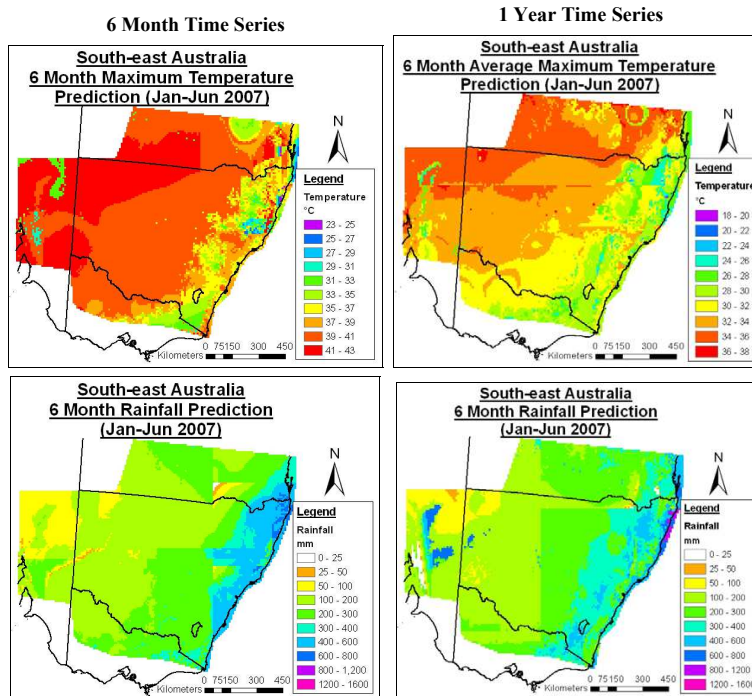 6 Month Time Series
1 Year Time Series
South-east Australia
6 Month Maximum Temperature
Prediction (Jan-Jun 2007)
N
Legend
Temperature
°C
23 - 25
25 - 27
27 - 29
29 - 31
31 - 33
33 - 35
35 - 37
37 - 39
39 - 41
41 - 43
Kilometers
0 75150 300 450
South-east Australia
6 Month Average Maximum Temperature
Prediction (Jan-Jun 2007)
N
Legend
Temperature
°C
18 - 20
20 - 22
22 - 24
24 - 26
26 - 28
28 - 30
30 - 32
32 - 34
34 - 36
36 - 38
Kilometers
0 75150 300 450
South-east Australia
6 Month Rainfall Prediction
(Jan-Jun 2007)
N
Legend
Rainfall
mm
0 - 25
25 - 50
50 - 100
100 - 200
200 - 300
300 - 400
400 - 600
600 - 800
800 - 1,200
1200 - 1600
Kilometers
0 75150 300 450
South-east Australia
6 Month Rainfall Prediction
(Jan-Jun 2007)
N
Legend
Rainfall
mm
0 - 25
25 - 50
50 - 100
100 - 200
200 - 300
300 - 400
400 - 600
600 - 800
800 - 1200
1200 - 1600
Kilometers
0 75150 300 450